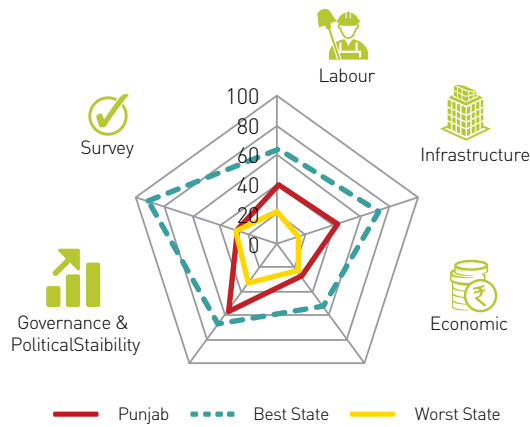 Labour
100
80
60
40
20
0
Survey
Infrastructure
Governance &
PoliticalStaibility
₹
Economic
Punjab
Best State
Worst State